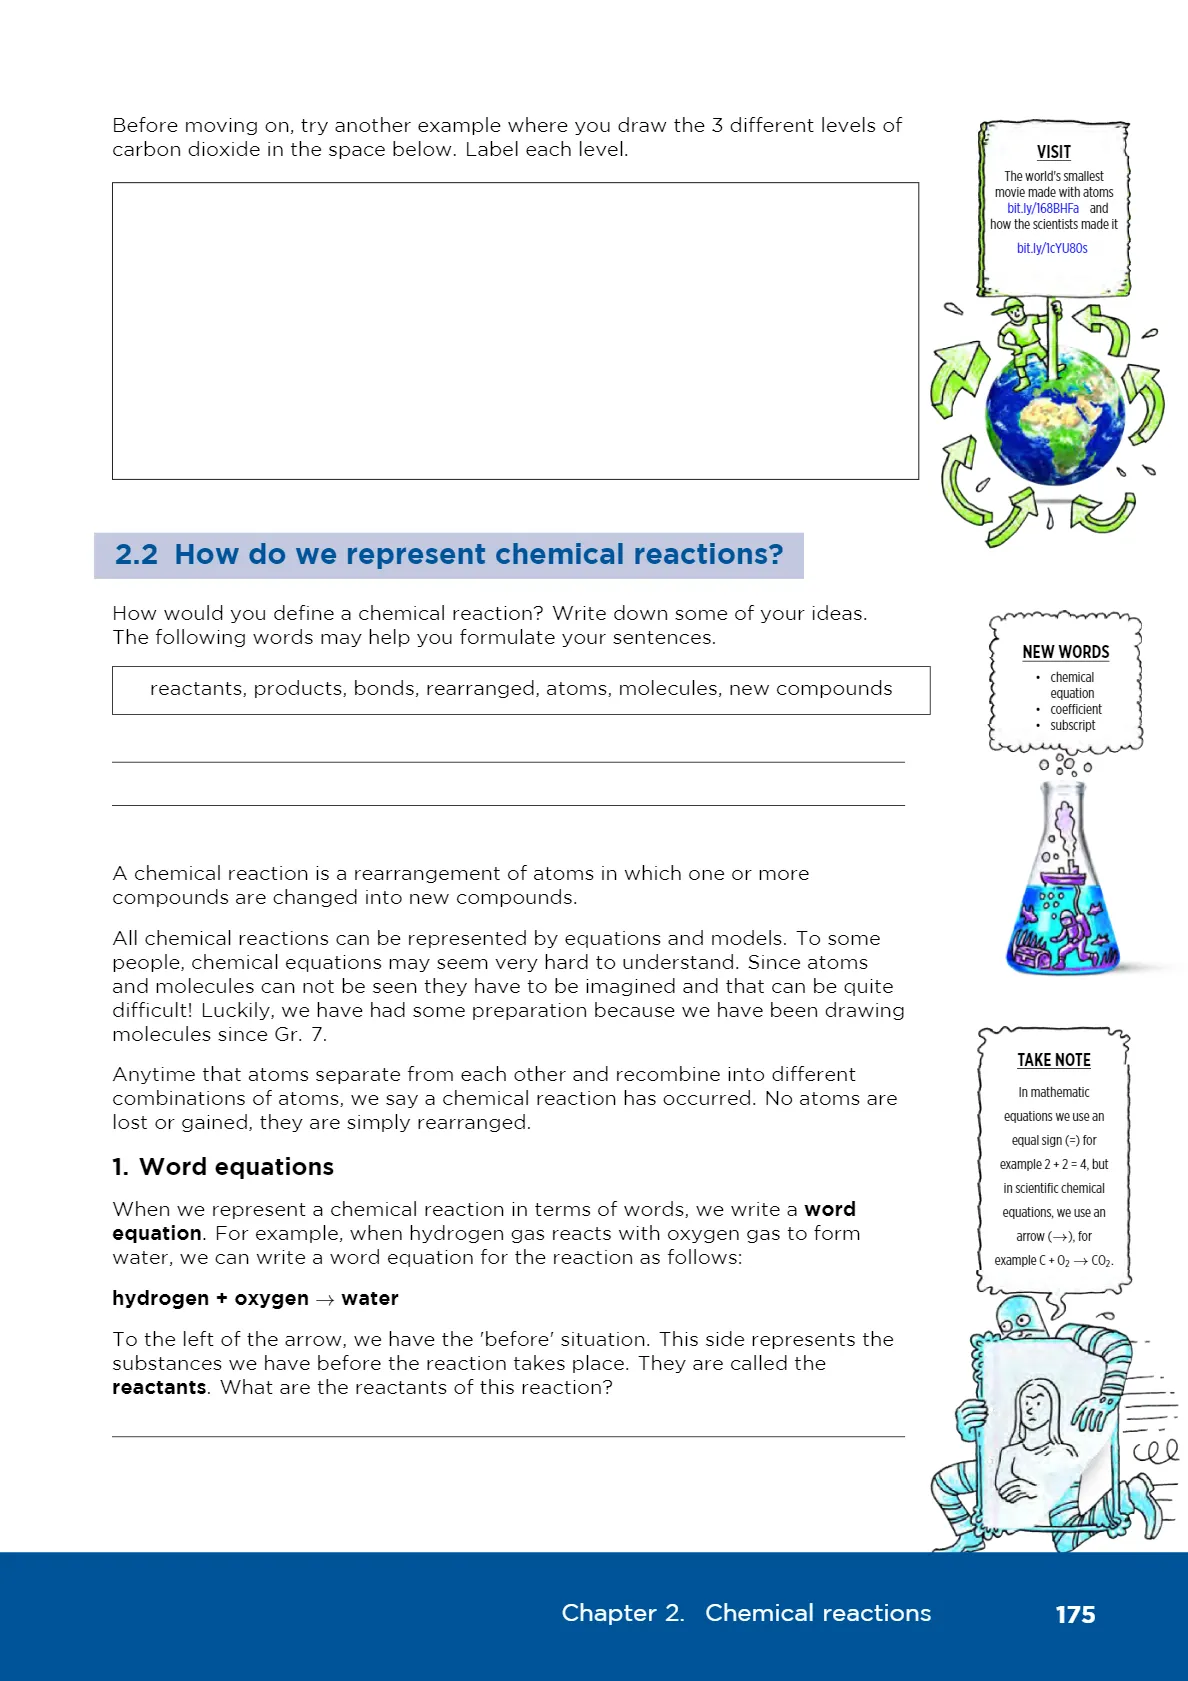 Before moving on, try another example where you draw the 3 different levels of
carbon dioxide in the space below. Label each level.
VISIT
The world's smallest
movie made with atoms
bit.ly/168BHFa and
how the scientists made it
bit.ly/1cYU80s
2.2 How do we represent chemical reactions?
How would you define a chemical reaction? Write down some of your ideas.
The following words may help you formulate your sentences.
reactants, products, bonds, rearranged, atoms, molecules, new compounds
NEW WORDS
• chemical
equation
• coefficient
• subscript
A chemical reaction is a rearrangement of atoms in which one or more
compounds are changed into new compounds.
All chemical reactions can be represented by equations and models. To some
people, chemical equations may seem very hard to understand. Since atoms
and molecules can not be seen they have to be imagined and that can be quite
difficult! Luckily, we have had some preparation because we have been drawing
molecules since Gr. 7.
Anytime that atoms separate from each other and recombine into different
combinations of atoms, we say a chemical reaction has occurred. No atoms are
lost or gained, they are simply rearranged.
TAKE NOTE
In mathematic
equations we use an
equal sign (=) for
example 2 + 2 = 4, but
in scientific chemical
equations, we use an
arrow (→), for
example C + O₂ → CO₂.
1. Word equations
When we represent a chemical reaction in terms of words, we write a word
equation. For example, when hydrogen gas reacts with oxygen gas to form
water, we can write a word equation for the reaction as follows:
hydrogen + oxygen → water
To the left of the arrow, we have the 'before' situation. This side represents the
substances we have before the reaction takes place. They are called the
reactants. What are the reactants of this reaction?
Chapter 2. Chemical reactions 175